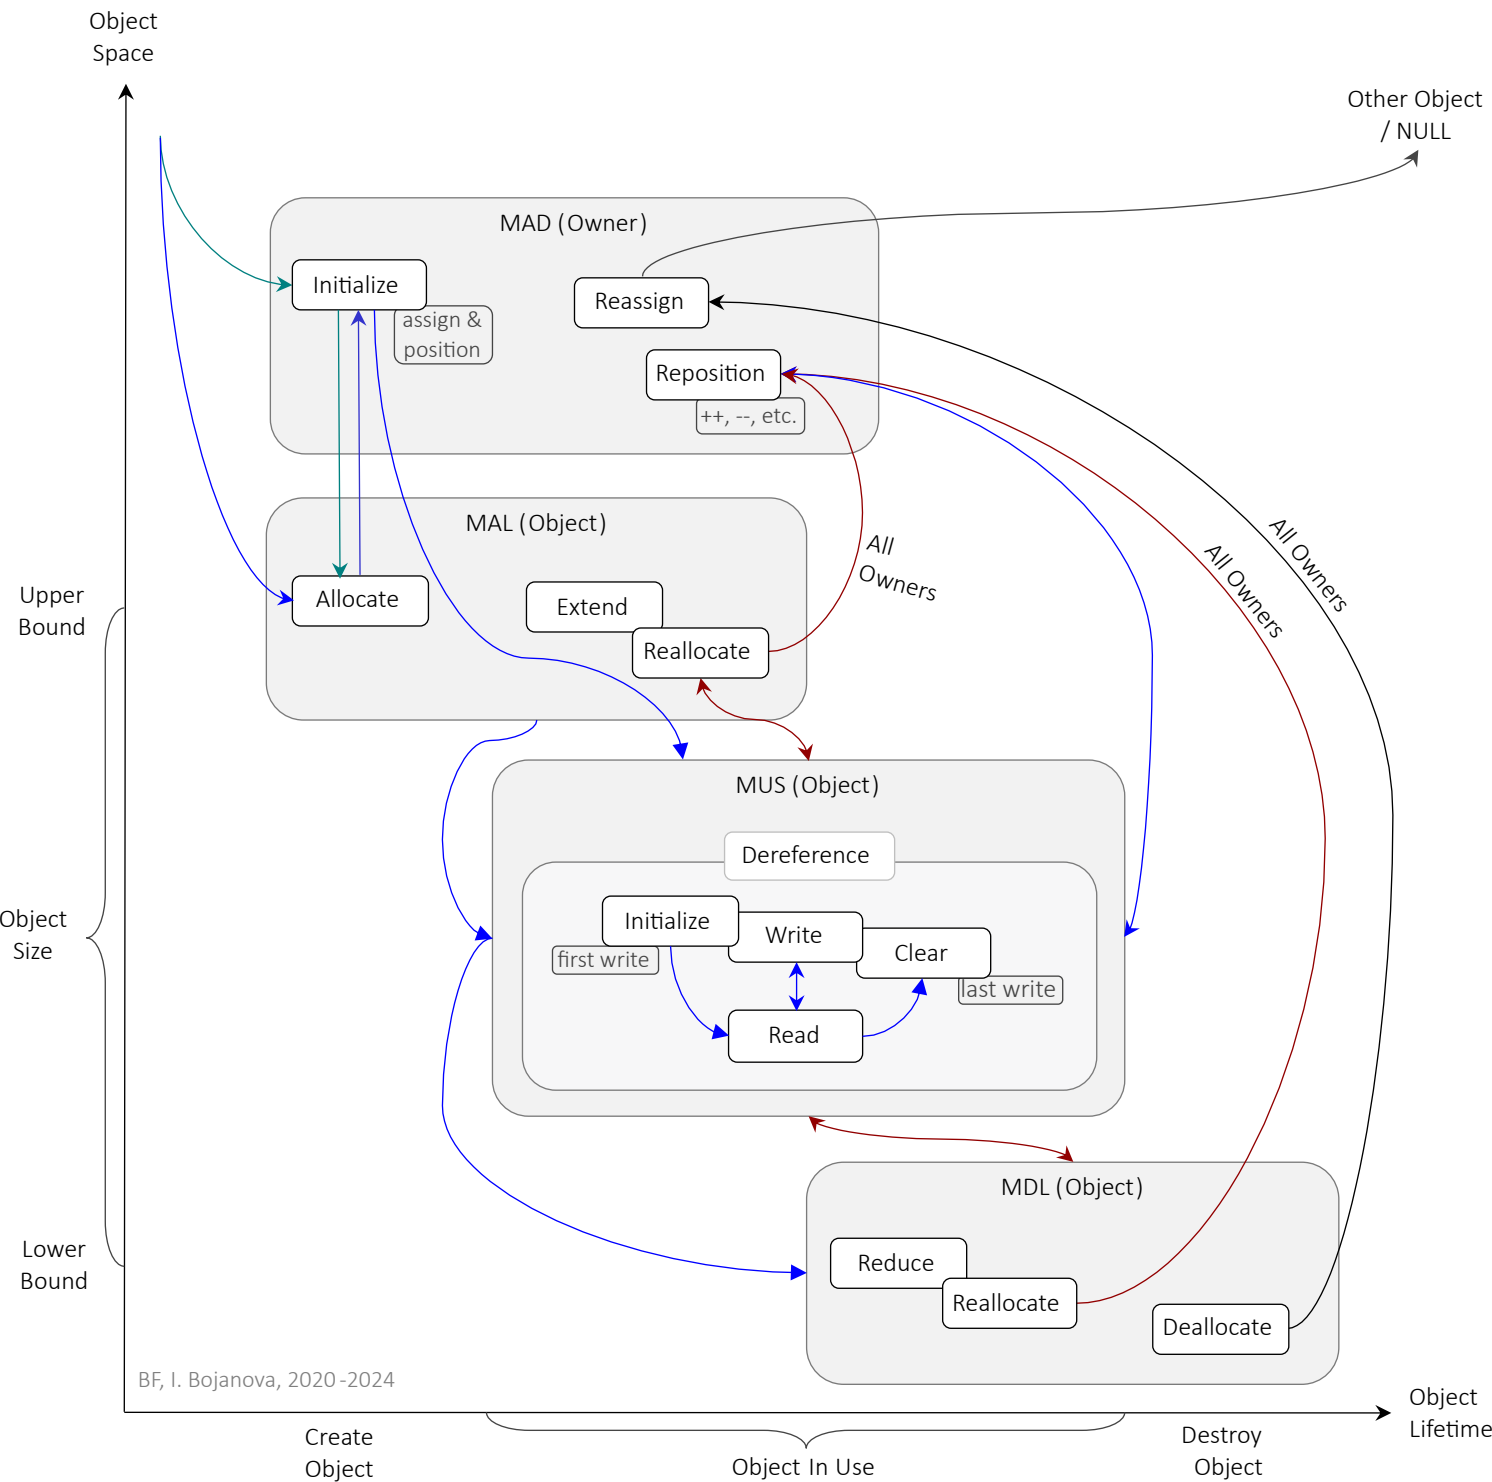 Object
Space
Other Object
/ NULL
MAD (Owner)
Initialize
assign &
position
Reassign
Reposition
++, --, etc.
MAL (Object)
Allocate
Extend
Reallocate
All
Owners
All Owners
All Owners
Upper
Bound
MUS (Object)
Dereference
Initialize
first write
Write
Clear
last write
Read
Object
Size
MDL (Object)
Reduce
Reallocate
Deallocate
Lower
Bound
BF, I. Bojanova, 2020-2024
Object
Lifetime
Create
Object
Object In Use
Destroy
Object